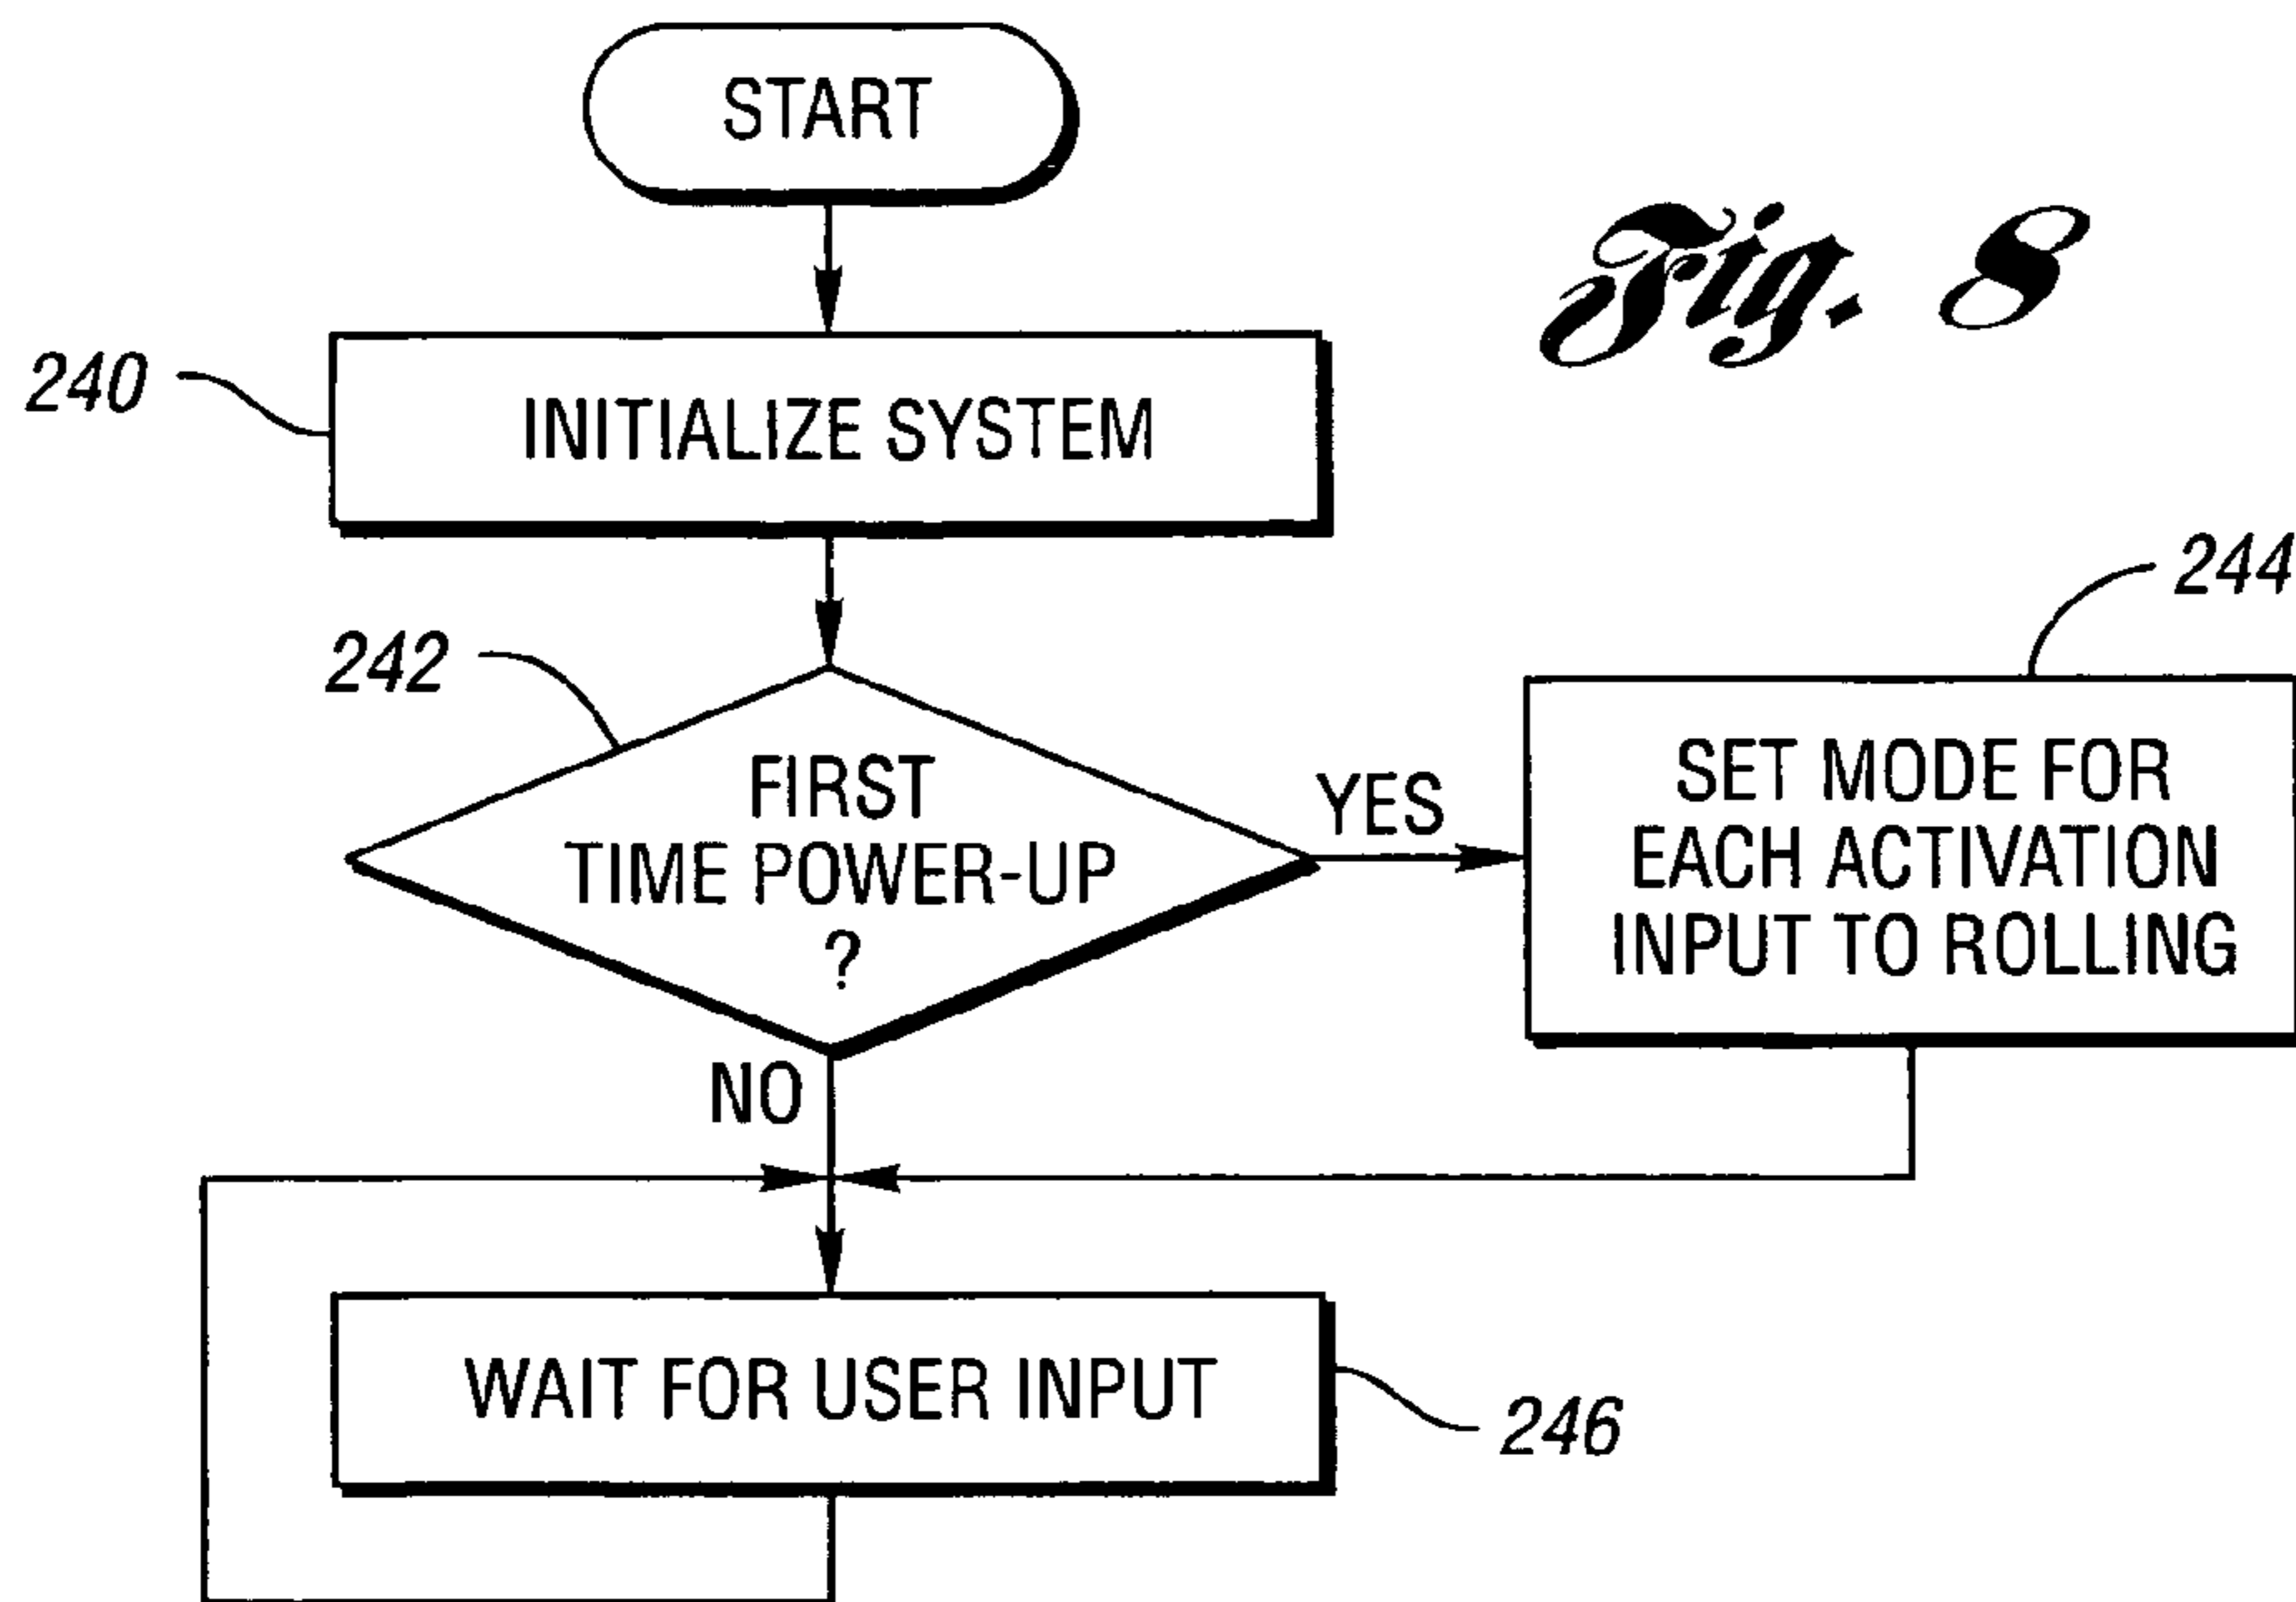 START
Fig. 8
240
INITIALIZE SYSTEM
244
242
FIRST
TIME POWER-UP
?
YES
SET MODE FOR
EACH ACTIVATION
INPUT TO ROLLING
NO
WAIT FOR USER INPUT
246